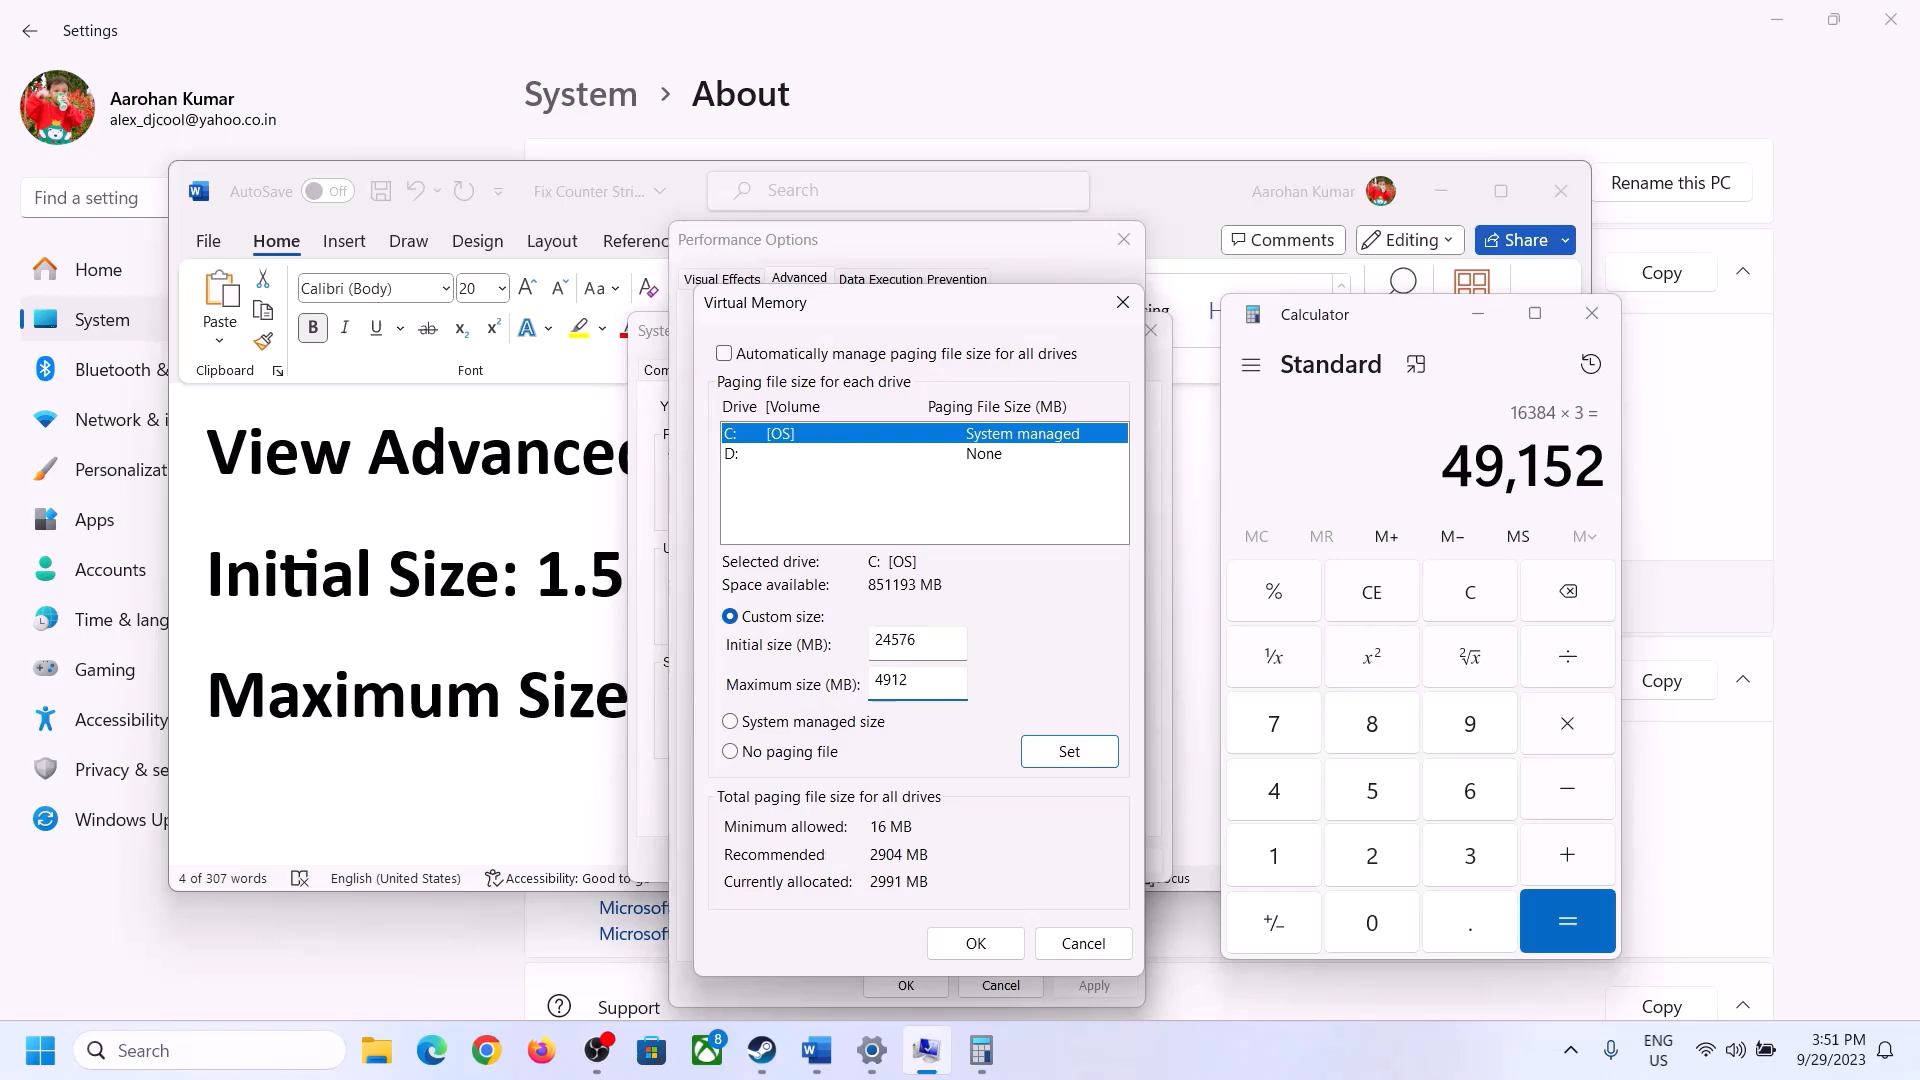 Settings
Aarohan Kumar
alex_djcool@yahoo.co.in
System > About
Find a setting
Home
System
Bluetooth &
Network & i
Personalizat
Apps
Accounts
Time & lang
Gaming
Accessibility
Privacy & se
Windows Up
Rename this PC
Copy
Copy
Copy
Microsof
Microsof
Support
AutoSave Off
Fix Counter Stri...
Search
Aarohan Kumar
File Home Insert Draw Design Layout Referenc
Comments Editing Share
Paste
Calibri (Body) 20
Clipboard Font
View Advanced
Initial Size: 1.5
Maximum Size
4 of 307 words English (United States) Accessibility: Good to
Performance Options
Visual Effects Advanced Data Execution Prevention
OK Cancel Apply
Virtual Memory
Automatically manage paging file size for all drives
Paging file size for each drive
Drive [Volume Paging File Size (MB)
C: [OS] System managed
D: None
Selected drive: C: [OS]
Space available: 851193 MB
Custom size:
Initial size (MB): 24576
Maximum size (MB): 4912
System managed size
No paging file Set
Total paging file size for all drives
Minimum allowed: 16 MB
Recommended 2904 MB
Currently allocated: 2991 MB
OK Cancel
Calculator
Standard
16384 × 3 =
49,152
MC MR M+ M− MS M
% CE C
¹/x x² ²√x ÷
7 8 9 ×
4 5 6 −
1 2 3 +
+/− 0 . =
Search
8
ENG
US
3:51 PM
9/29/2023